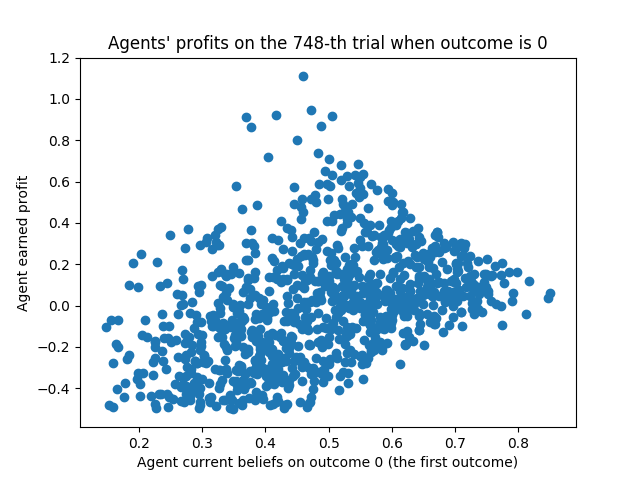 Agents' profits on the 748-th trial when outcome is 0
1.2
1.0
0.8
0.6
0.4
0.2
0.0
−0.2
−0.4
Agent earned profit
0.2 0.3 0.4 0.5 0.6 0.7 0.8
Agent current beliefs on outcome 0 (the first outcome)